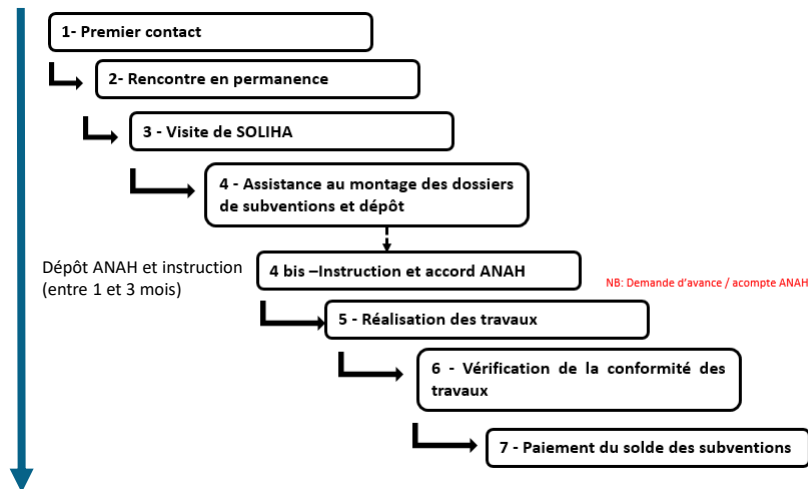 1- Premier contact
2- Rencontre en permanence
3 - Visite de SOLIHA
4 - Assistance au montage des dossiers
de subventions et dépôt
Dépôt ANAH et instruction
(entre 1 et 3 mois)
4 bis –Instruction et accord ANAH
NB: Demande d'avance / acompte ANAH
5 - Réalisation des travaux
6 - Vérification de la conformité des
travaux
7 - Paiement du solde des subventions